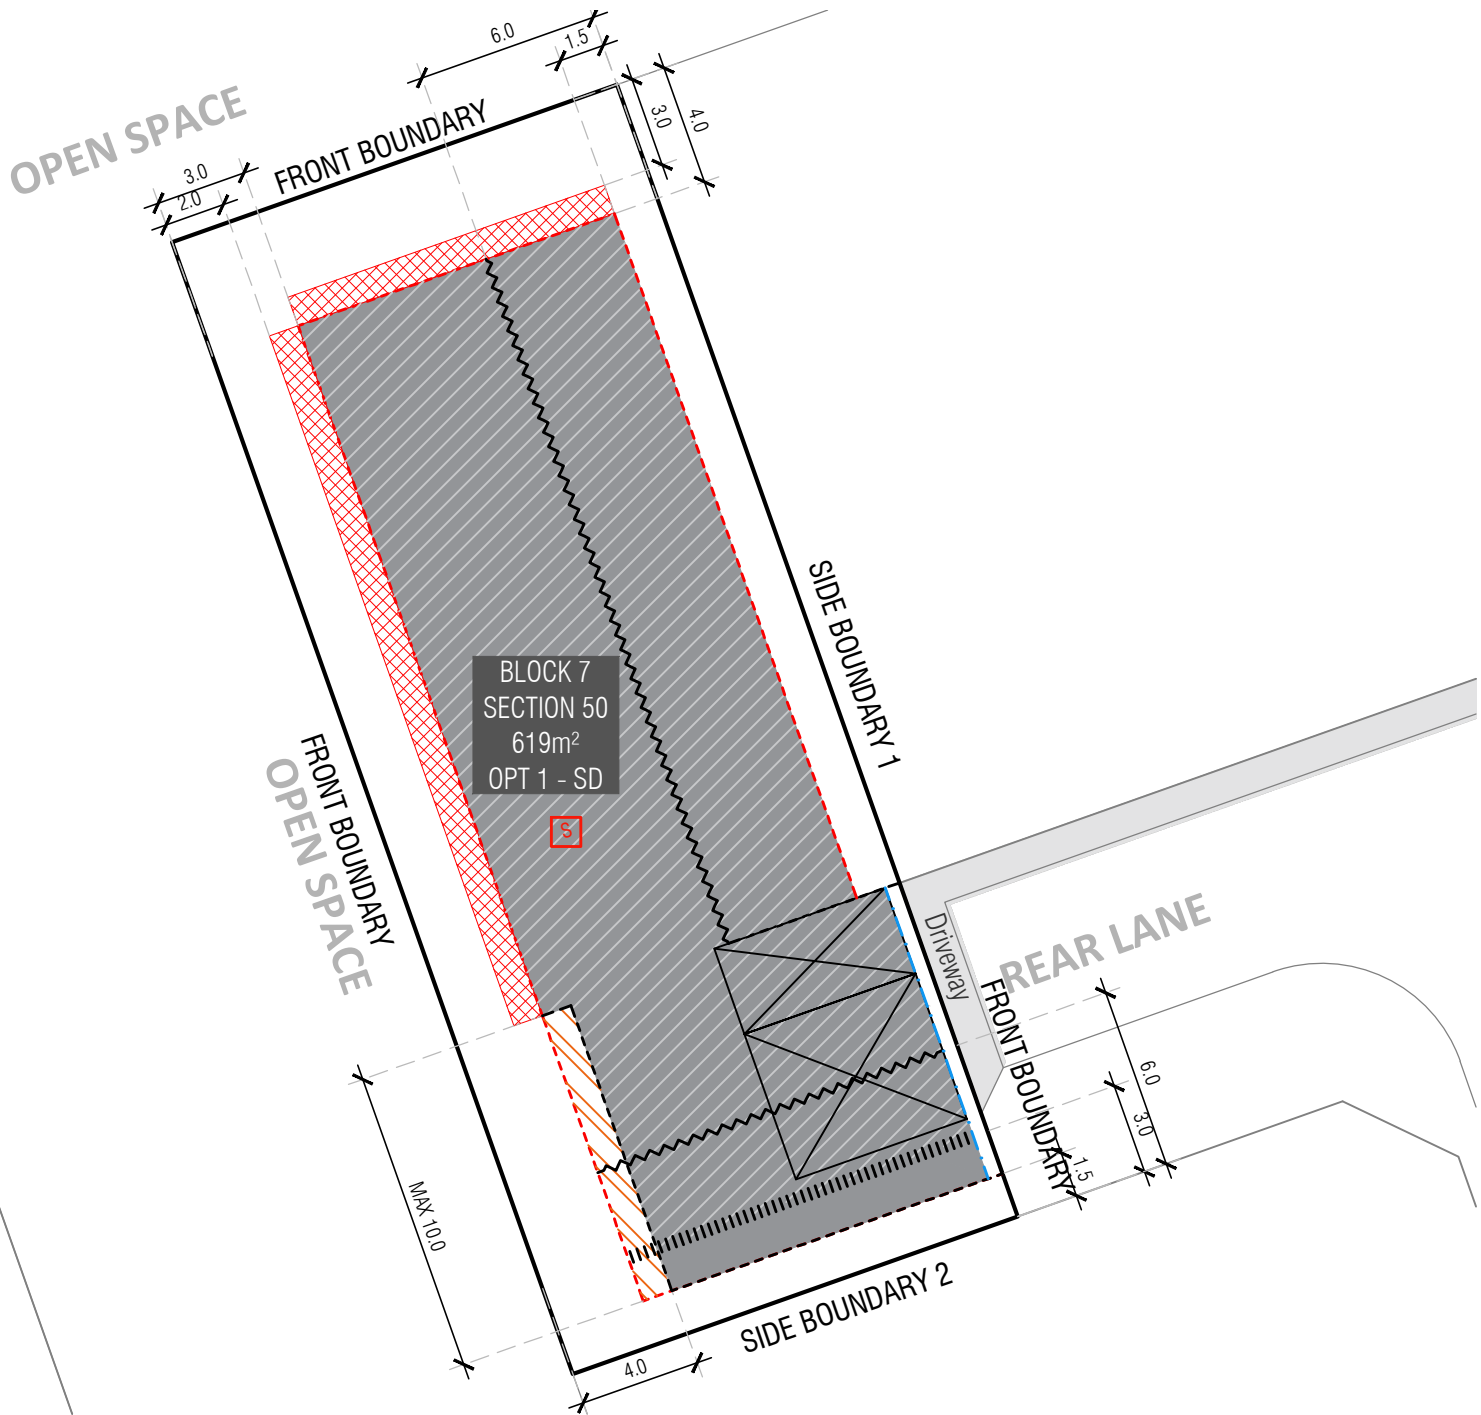 6.0
1.5
OPEN SPACE
FRONT BOUNDARY
3.0
4.0
3.0
2.0
SIDE BOUNDARY 1
BLOCK 7
SECTION 50
619m²
OPT 1 - SD
S
FRONT BOUNDARY
OPEN SPACE
Driveway
REAR LANE
FRONT BOUNDARY
6.0
3.0
1.5
MAX 10.0
SIDE BOUNDARY 2
4.0